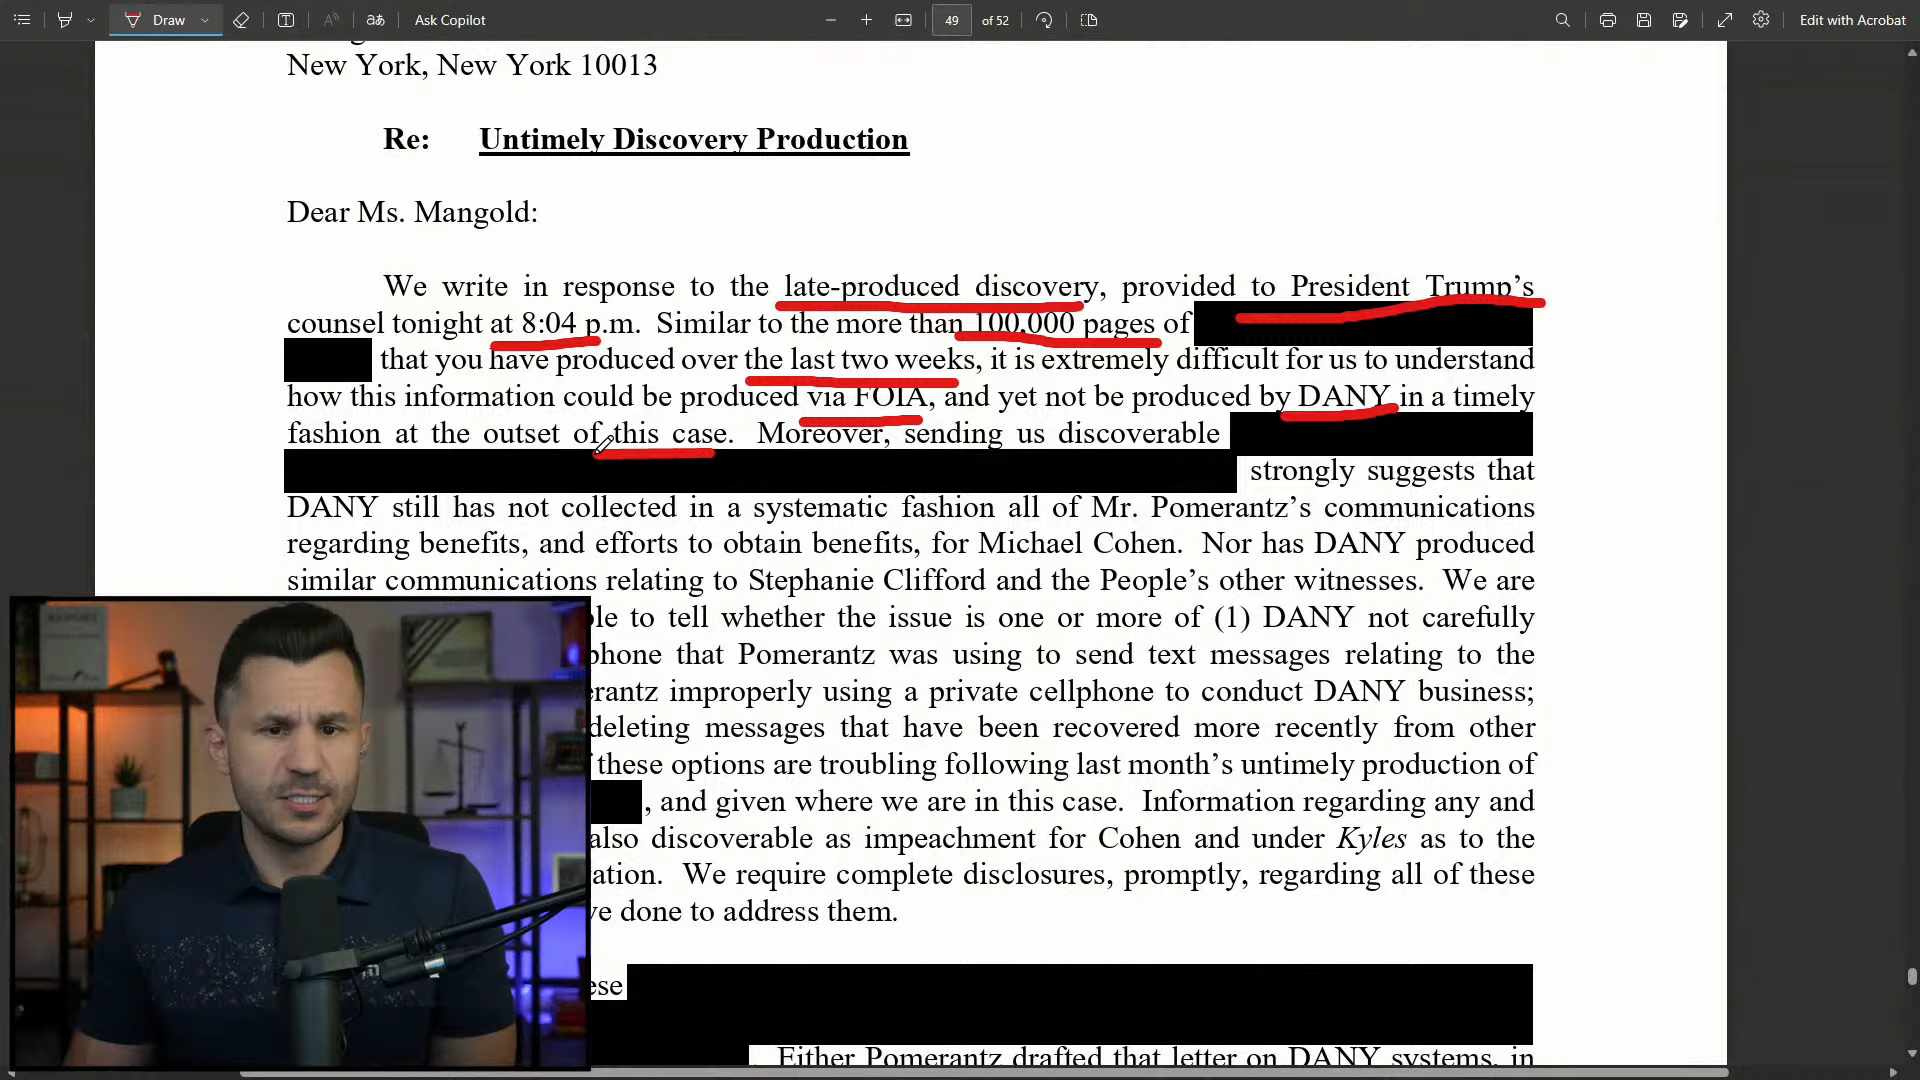 Draw
aあ
Ask Copilot
49
of 52
Edit with Acrobat
New York, New York 10013
Re: Untimely Discovery Production
Dear Ms. Mangold:
We write in response to the late-produced discovery, provided to President Trump’s
counsel tonight at 8:04 p.m. Similar to the more than 100,000 pages of
that you have produced over the last two weeks, it is extremely difficult for us to understand
how this information could be produced via FOIA, and yet not be produced by DANY in a timely
fashion at the outset of this case. Moreover, sending us discoverable
strongly suggests that
DANY still has not collected in a systematic fashion all of Mr. Pomerantz’s communications
regarding benefits, and efforts to obtain benefits, for Michael Cohen. Nor has DANY produced
similar communications relating to Stephanie Clifford and the People’s other witnesses. We are
to tell whether the issue is one or more of (1) DANY not carefully
phone that Pomerantz was using to send text messages relating to the
erantz improperly using a private cellphone to conduct DANY business;
deleting messages that have been recovered more recently from other
these options are troubling following last month’s untimely production of
, and given where we are in this case. Information regarding any and
also discoverable as impeachment for Cohen and under Kyles as to the
ation. We require complete disclosures, promptly, regarding all of these
ve done to address them.
ese
Either Pomerantz drafted that letter on DANY systems, in